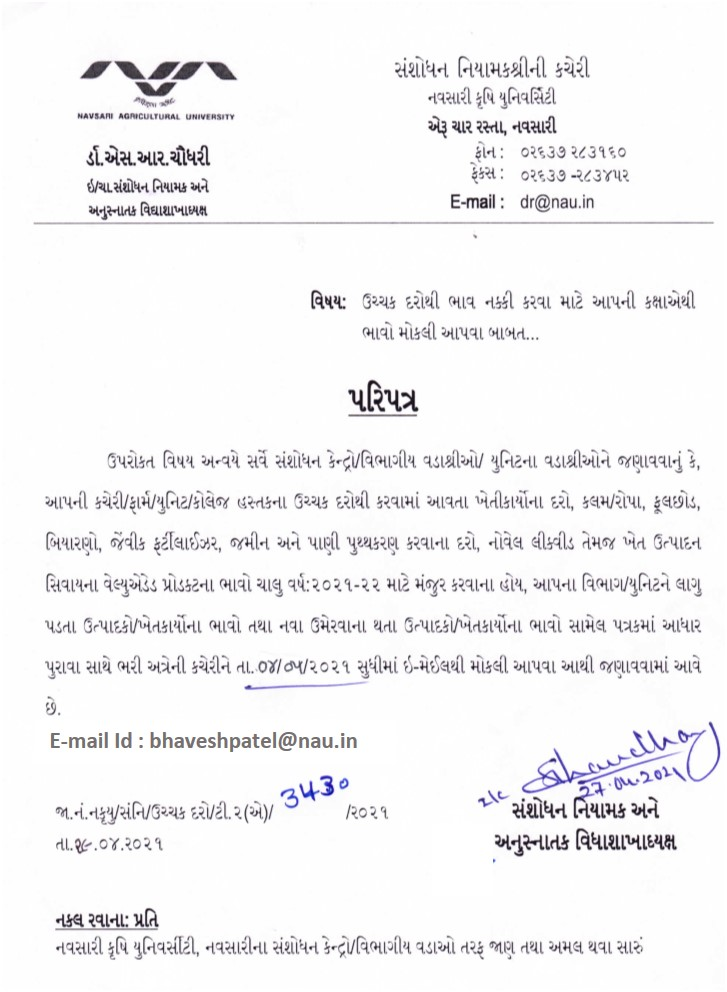 NAVSARI AGRICULTURAL UNIVERSITY
ર્ડા.એસ.આર.ચૌધરી
ઇ/ચા.સંશોધન નિયામક અને
અનુસ્નાતક વિદ્યાશાખાધ્યક્ષ
સંશોધન નિયામકશ્રીની કચેરી
નવસારી કૃષિ યુનિવર્સિટી
એરૂ ચાર રસ્તા, નવસારી
ફોન : ૦૨૬૩૭ ૨૮૩૧૬૦
ફેકસ : ૦૨૬૩૭ -૨૮૩૪૫૨
E-mail : dr@nau.in
વિષય: ઉચ્ચક દરોથી ભાવ નક્કી કરવા માટે આપની કક્ષાએથી
ભાવો મોકલી આપવા બાબત...
પરિપત્ર
ઉપરોકત વિષય અન્વયે સર્વે સંશોધન કેન્દ્રો/વિભાગીય વડાશ્રીઓ/ યુનિટના વડાશ્રીઓને જણાવવાનું કે,
આપની કચેરી/ફાર્મ/યુનિટ/કોલેજ હસ્તકના ઉચ્ચક દરોથી કરવામાં આવતા ખેતીકાર્યોના દરો, કલમ/રોપા, ફૂલછોડ,
બિયારણો, જૈવીક ફર્ટીલાઈઝર, જમીન અને પાણી પુથ્થકરણ કરવાના દરો, નોવેલ લીકવીડ તેમજ ખેત ઉત્પાદન
સિવાયના વેલ્યુએડેડ પ્રોડકટના ભાવો ચાલુ વર્ષ:૨૦૨૧-૨૨ માટે મંજુર કરવાના હોય, આપના વિભાગ/યુનિટને લાગુ
પડતા ઉત્પાદકો/ખેતકાર્યોના ભાવો તથા નવા ઉમેરવાના થતા ઉત્પાદકો/ખેતકાર્યોના ભાવો સામેલ પત્રકમાં આધાર
પુરાવા સાથે ભરી અત્રેની કચેરીને તા.૦૪/૦૫/૨૦૨૧ સુધીમાં ઇ-મેઈલથી મોકલી આપવા આથી જણાવવામાં આવે
છે.
E-mail Id : bhaveshpatel@nau.in
27.04.2021
જા.નં.નકૃયુ/સંનિ/ઉચ્ચક દરો/ટી.૨(એ)/ 3430 /૨૦૨૧
સંશોધન નિયામક અને
તા.૨૯.૦૪.૨૦૨૧
અનુસ્નાતક વિદ્યાશાખાધ્યક્ષ
નકલ રવાના: પ્રતિ
નવસારી કૃષિ યુનિવર્સીટી, નવસારીના સંશોધન કેન્દ્રો/વિભાગીય વડાઓ તરફ જાણ તથા અમલ થવા સારું